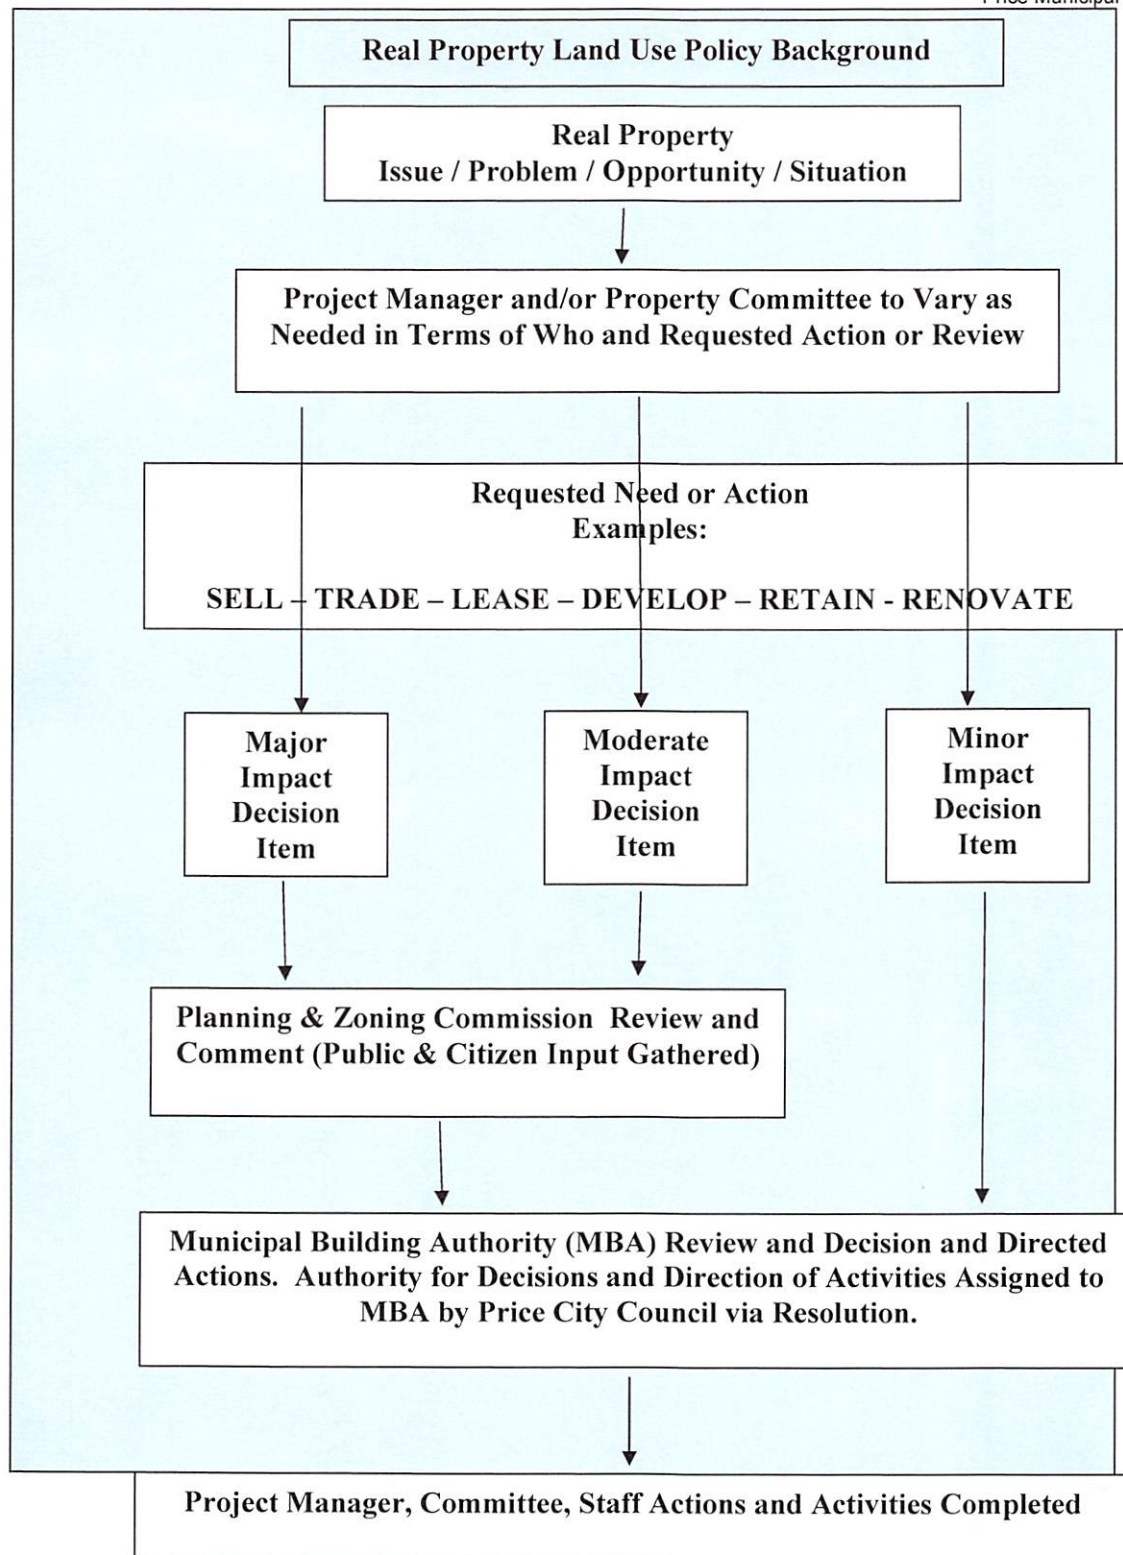 Price Municipal
Real Property Land Use Policy Background
Real Property
Issue / Problem / Opportunity / Situation
Project Manager and/or Property Committee to Vary as
Needed in Terms of Who and Requested Action or Review
Requested Need or Action
Examples:
SELL – TRADE – LEASE – DEVELOP – RETAIN - RENOVATE
Major
Impact
Decision
Item
Moderate
Impact
Decision
Item
Minor
Impact
Decision
Item
Planning & Zoning Commission Review and
Comment (Public & Citizen Input Gathered)
Municipal Building Authority (MBA) Review and Decision and Directed
Actions. Authority for Decisions and Direction of Activities Assigned to
MBA by Price City Council via Resolution.
Project Manager, Committee, Staff Actions and Activities Completed